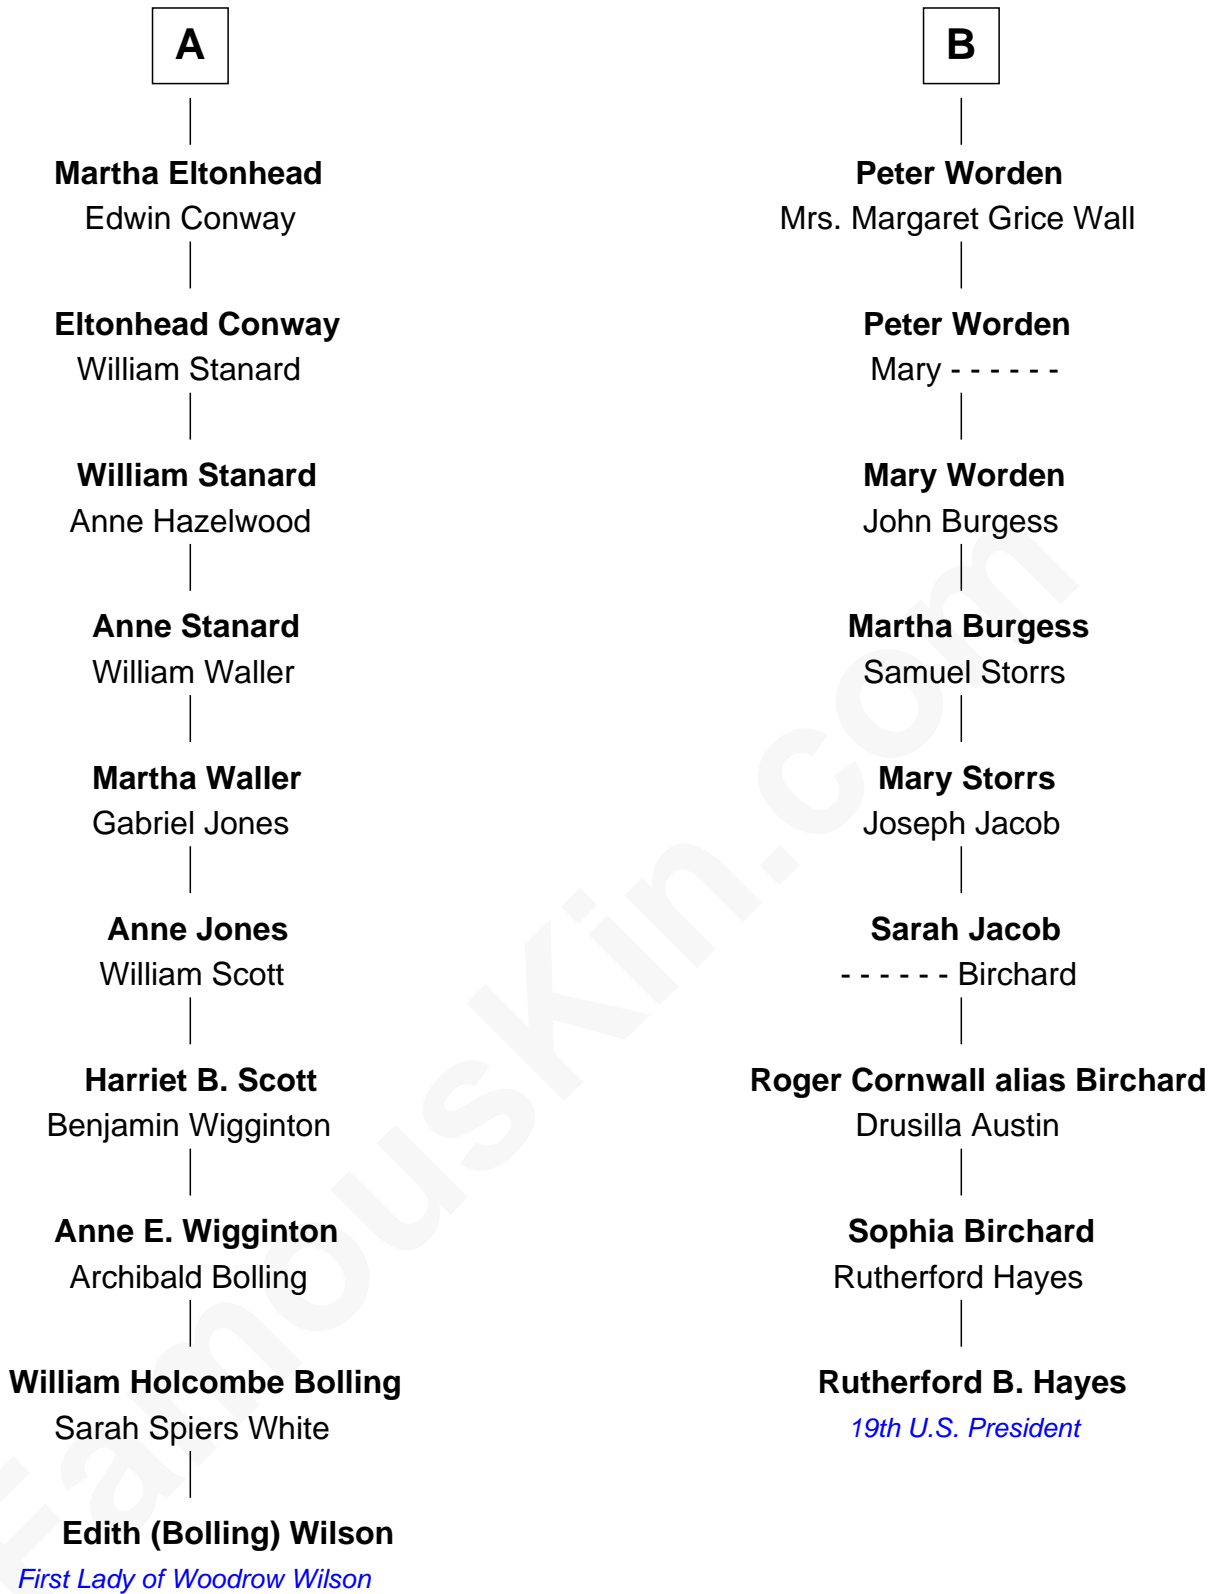 A
Martha Eltonhead
Edwin Conway
Eltonhead Conway
William Stanard
William Stanard
Anne Hazelwood
Anne Stanard
William Waller
Martha Waller
Gabriel Jones
Anne Jones
William Scott
Harriet B. Scott
Benjamin Wigginton
Anne E. Wigginton
Archibald Bolling
William Holcombe Bolling
Sarah Spiers White
Edith (Bolling) Wilson
First Lady of Woodrow Wilson
B
Peter Worden
Mrs. Margaret Grice Wall
Peter Worden
Mary - - - - - -
Mary Worden
John Burgess
Martha Burgess
Samuel Storrs
Mary Storrs
Joseph Jacob
Sarah Jacob
- - - - - - Birchard
Roger Cornwall alias Birchard
Drusilla Austin
Sophia Birchard
Rutherford Hayes
Rutherford B. Hayes
19th U.S. President
FamousKin.com